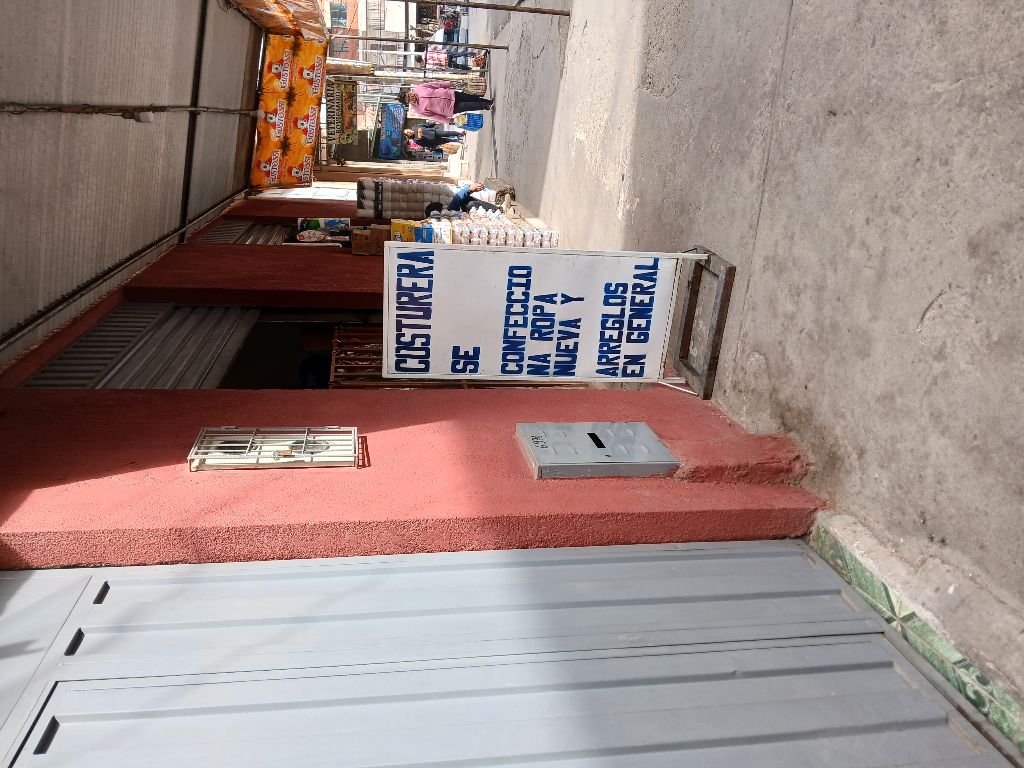 COSTURERA
SE
CONFECCIO
NA ROPA
NUEVA Y
ARREGLOS
EN GENERAL